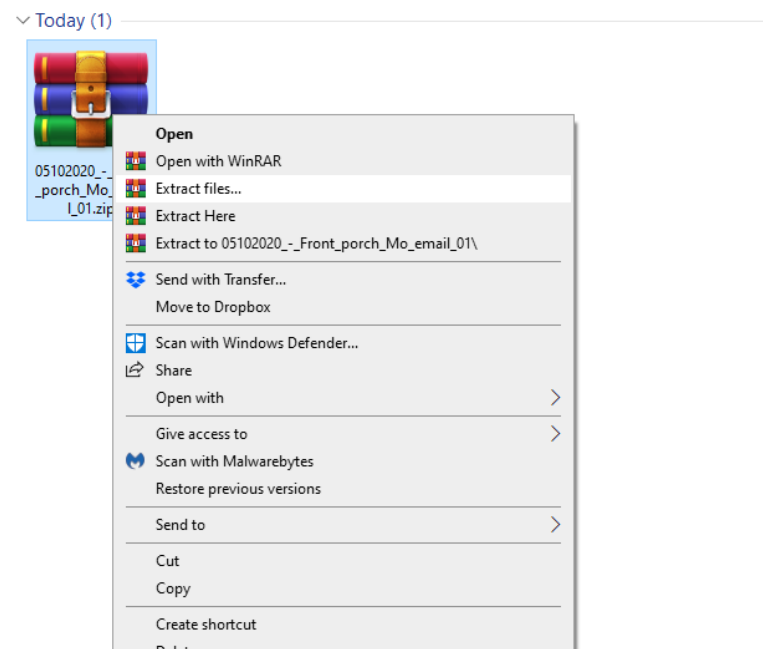 Today (1)
05102020_-_
_porch_Mo_
l_01.zip
Open
Open with WinRAR
Extract files...
Extract Here
Extract to 05102020_-_Front_porch_Mo_email_01\
Send with Transfer...
Move to Dropbox
Scan with Windows Defender...
Share
Open with
Give access to
Scan with Malwarebytes
Restore previous versions
Send to
Cut
Copy
Create shortcut